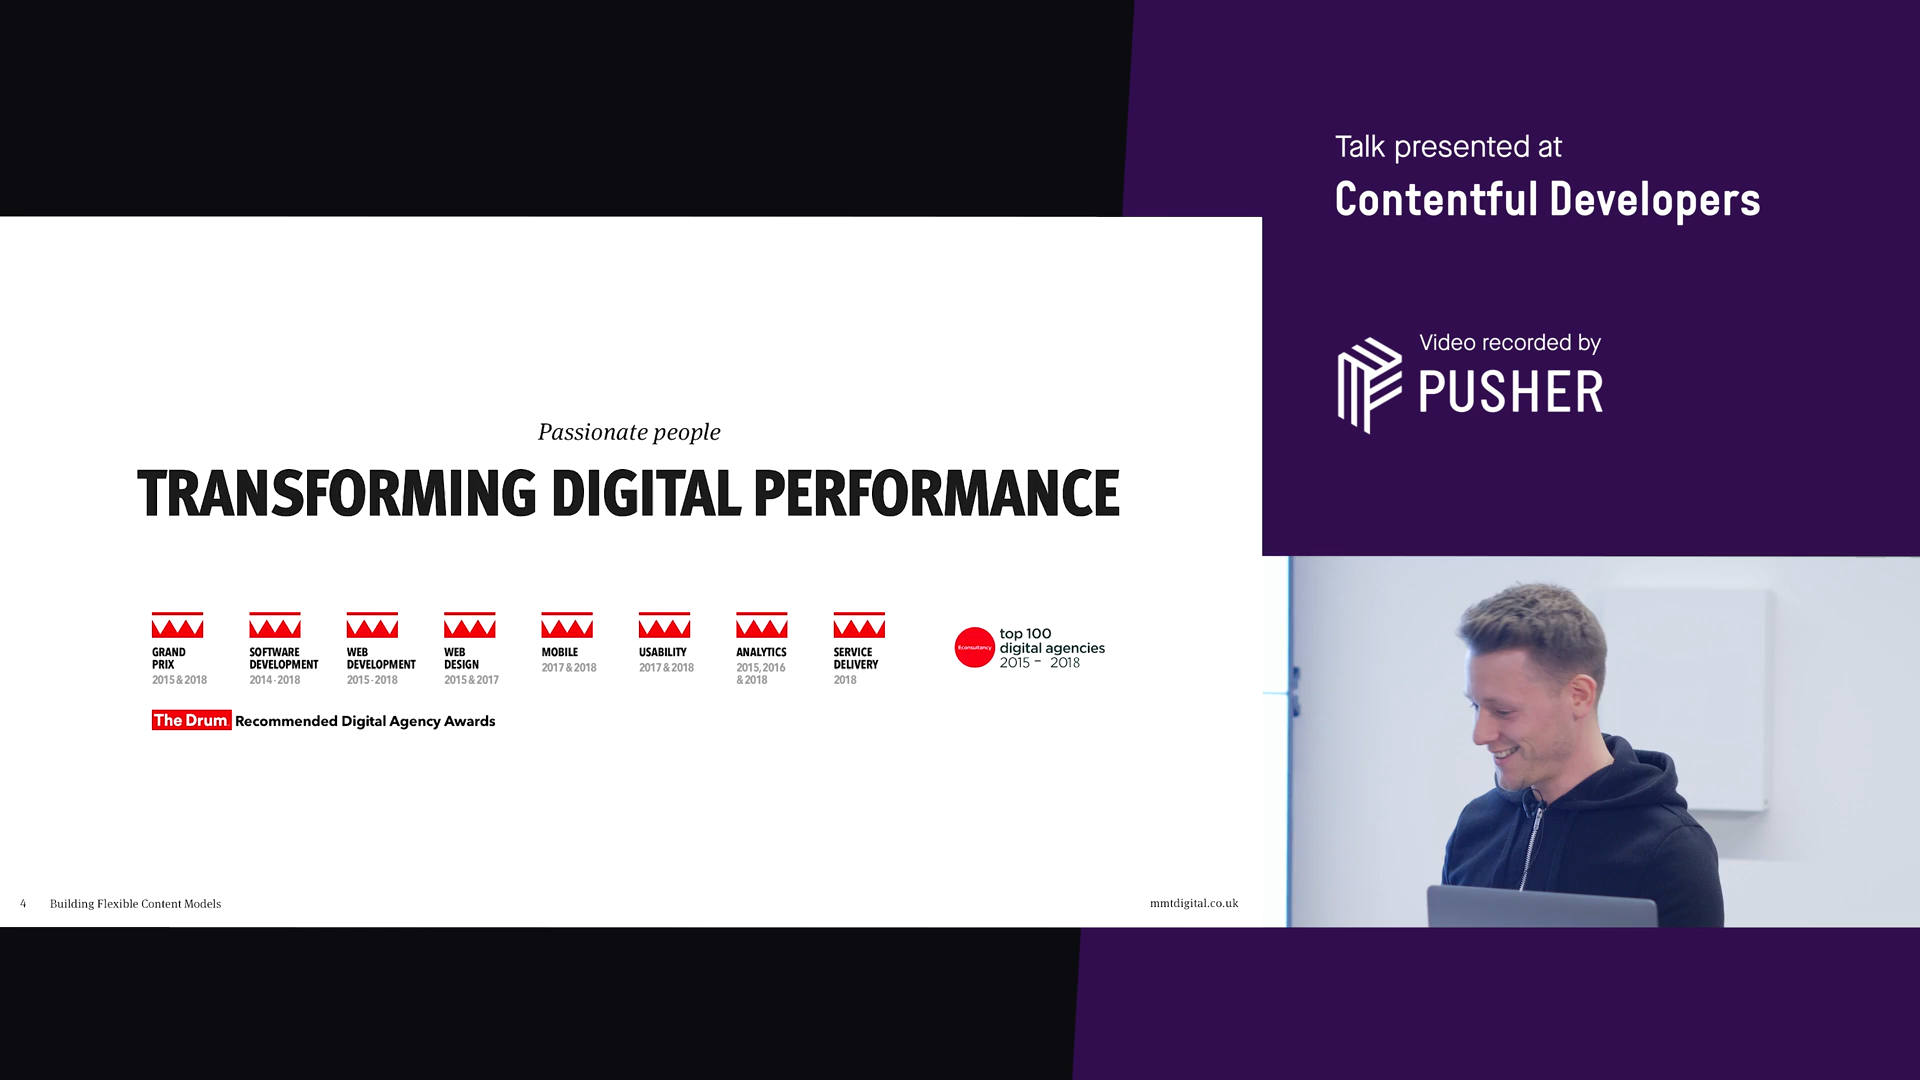 Talk presented at
Contentful Developers
Video recorded by
PUSHER
Passionate people
TRANSFORMING DIGITAL PERFORMANCE
GRAND
PRIX
2015 & 2018
SOFTWARE
DEVELOPMENT
2014 - 2018
WEB
DEVELOPMENT
2015 - 2018
WEB
DESIGN
2015 & 2017
MOBILE
2017 & 2018
USABILITY
2017 & 2018
ANALYTICS
2015, 2016
& 2018
SERVICE
DELIVERY
2018
Econsultancy
top 100
digital agencies
2015 – 2018
The Drum Recommended Digital Agency Awards
4 Building Flexible Content Models
mmtdigital.co.uk